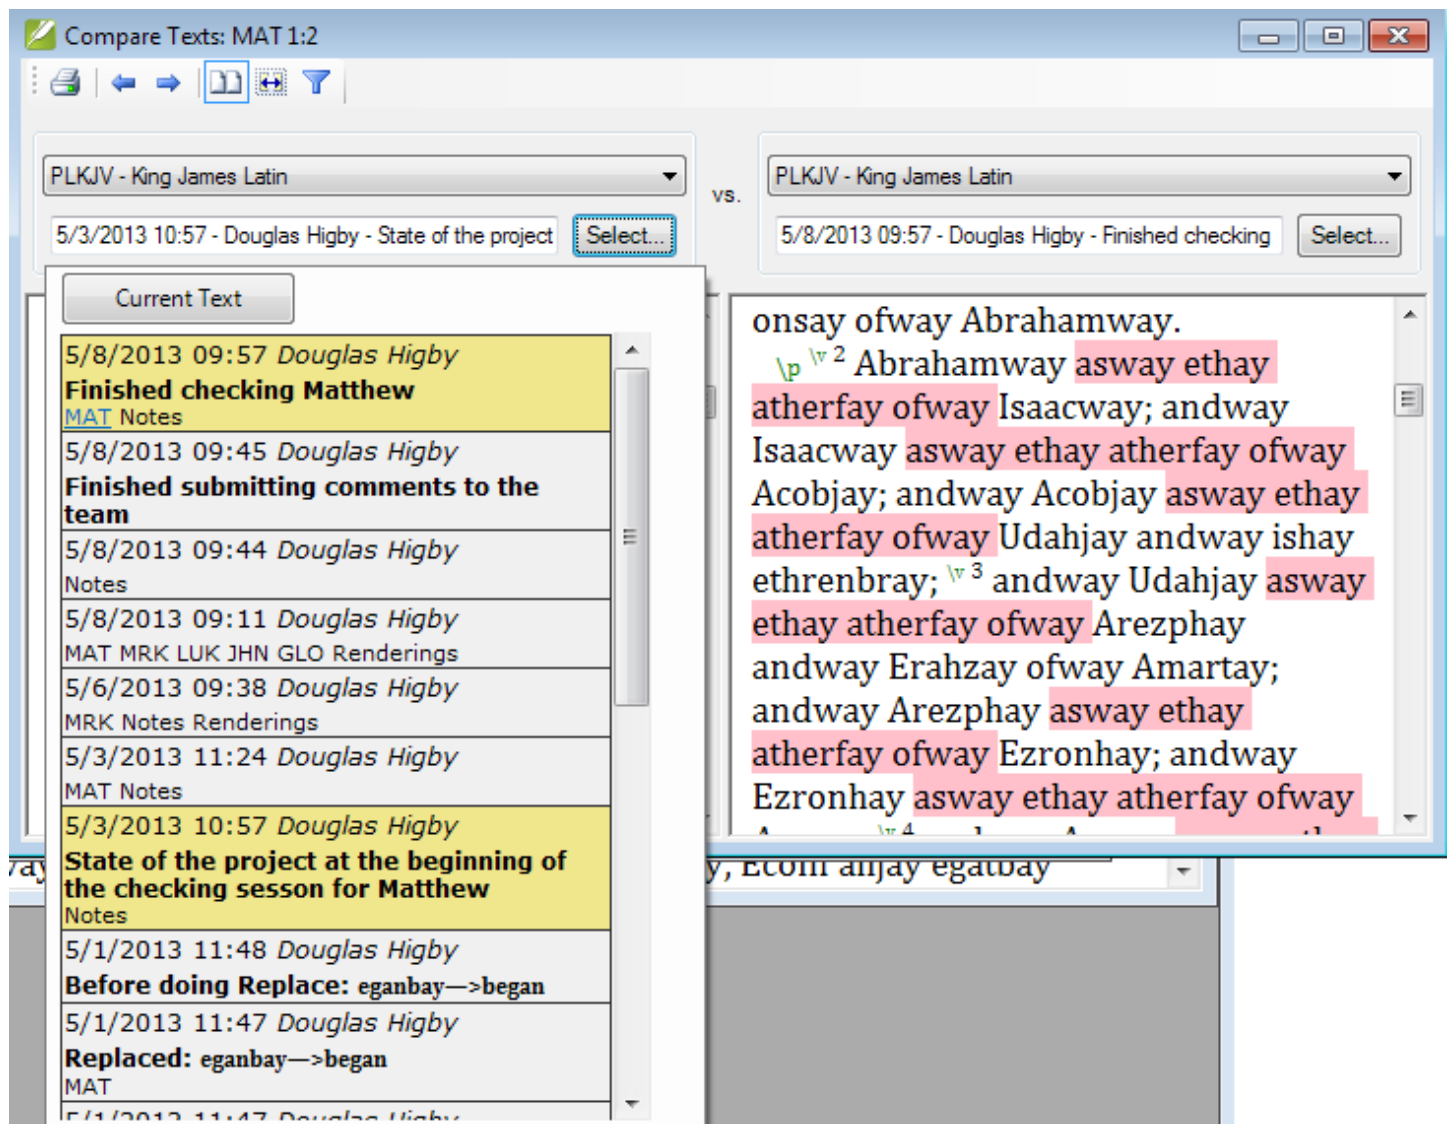 Compare Texts: MAT 1:2
PLKJV - King James Latin
vs.
PLKJV - King James Latin
5/3/2013 10:57 - Douglas Higby - State of the project
Select...
5/8/2013 09:57 - Douglas Higby - Finished checking
Select...
Current Text
5/8/2013 09:57 Douglas Higby
Finished checking Matthew
MAT Notes
5/8/2013 09:45 Douglas Higby
Finished submitting comments to the
team
5/8/2013 09:44 Douglas Higby
Notes
5/8/2013 09:11 Douglas Higby
MAT MRK LUK JHN GLO Renderings
5/6/2013 09:38 Douglas Higby
MRK Notes Renderings
5/3/2013 11:24 Douglas Higby
MAT Notes
5/3/2013 10:57 Douglas Higby
State of the project at the beginning of
the checking sesson for Matthew
Notes
5/1/2013 11:48 Douglas Higby
Before doing Replace: eganbay—>began
5/1/2013 11:47 Douglas Higby
Replaced: eganbay—>began
MAT
5/1/2013 11:47 Douglas Higby
onsay ofway Abrahamway.
\p \v 2 Abrahamway asway ethay
atherfay ofway Isaacway; andway
Isaacway asway ethay atherfay ofway
Acobjay; andway Acobjay asway ethay
atherfay ofway Udahjay andway ishay
ethrenbray; \v 3 andway Udahjay asway
ethay atherfay ofway Arezphay
andway Erahzay ofway Amartay;
andway Arezphay asway ethay
atherfay ofway Ezronhay; andway
Ezronhay asway ethay atherfay ofway
\v 4
egatbay